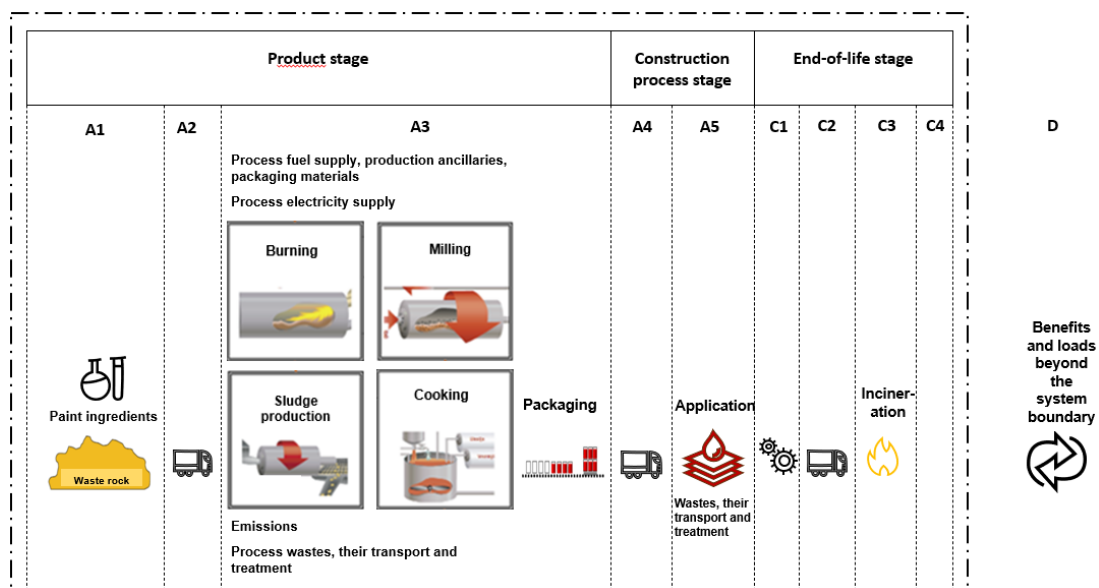 Product stage
Construction
process stage
End-of-life stage
A1
A2
A3
A4
A5
C1
C2
C3
C4
D
Process fuel supply, production ancillaries,
packaging materials
Process electricity supply
Burning
Milling
Sludge
production
Cooking
Packaging
Paint ingredients
Waste rock
Application
Wastes, their
transport and
treatment
Inciner-
ation
Benefits
and loads
beyond
the
system
boundary
Emissions
Process wastes, their transport and
treatment